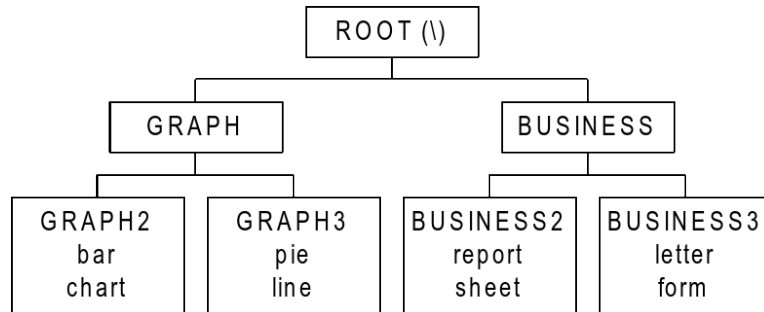 ROOT (\)
GRAPH
BUSINESS
GRAPH2
bar
chart
GRAPH3
pie
line
BUSINESS2
report
sheet
BUSINESS3
letter
form